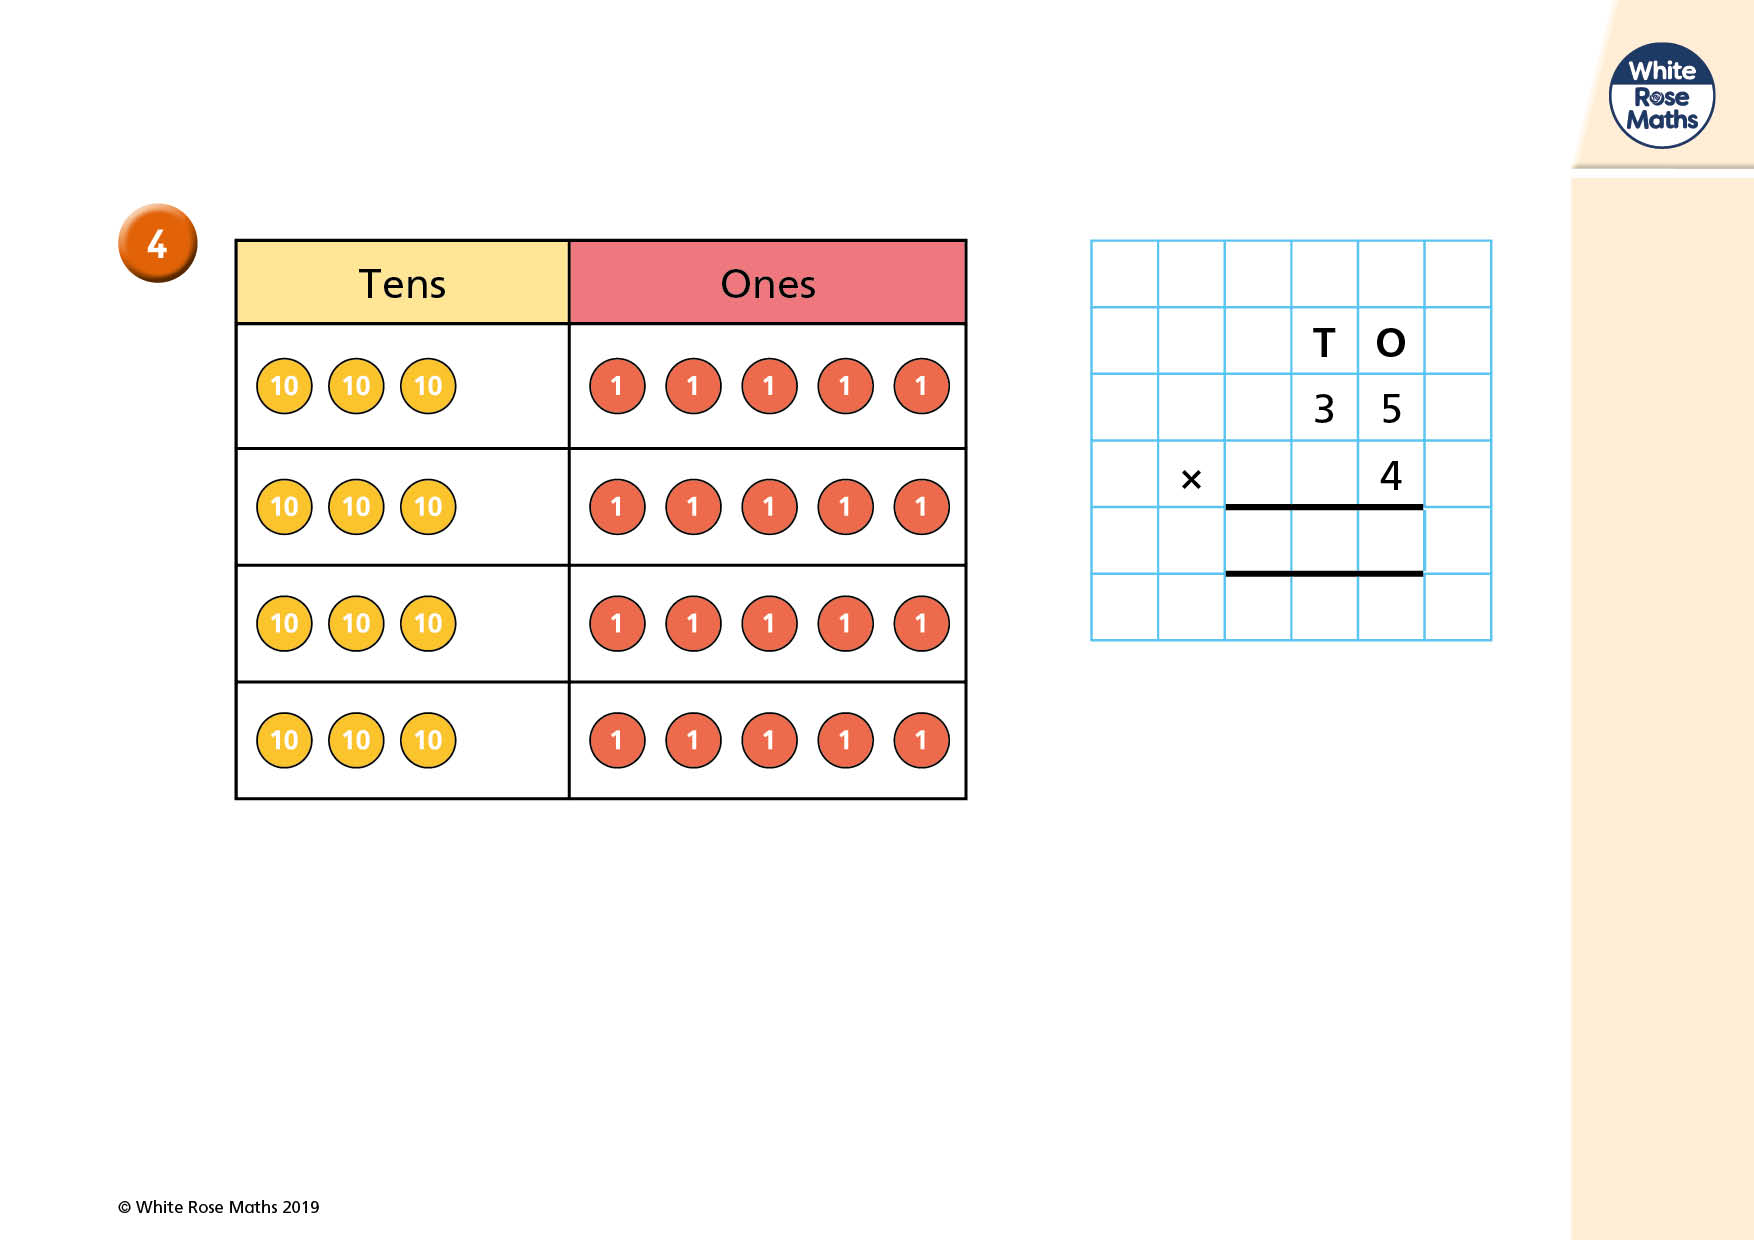 White
Rose
Maths
4
Tens Ones
10 10 10 1 1 1 1 1
10 10 10 1 1 1 1 1
10 10 10 1 1 1 1 1
10 10 10 1 1 1 1 1
T O
3 5
× 4
© White Rose Maths 2019